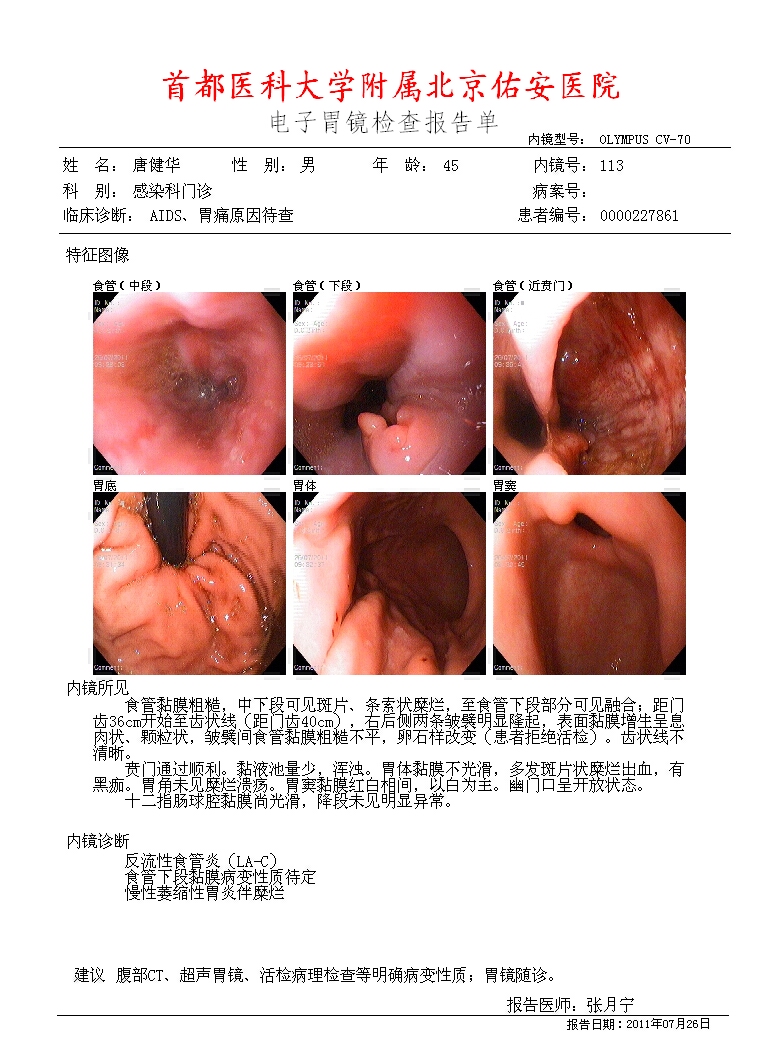 首都医科大学附属北京佑安医院
电子胃镜检查报告单
内镜型号: OLYMPUS CV-70
姓 名: 唐健华 性 别: 男 年 龄: 45 内镜号: 113
科 别: 感染科门诊 病案号:
临床诊断: AIDS、胃痛原因待查 患者编号: 0000227861
特征图像
食管(中段) 食管(下段) 食管(近贲门)
胃底 胃体 胃窦
内镜所见
食管黏膜粗糙，中下段可见斑片、条索状糜烂，至食管下段部分可见融合；距门
齿36cm开始至齿状线（距门齿40cm），右后侧两条皱襞明显隆起，表面黏膜增生呈息
肉状、颗粒状，皱襞间食管黏膜粗糙不平，卵石样改变（患者拒绝活检）。齿状线不
清晰。
贲门通过顺利。黏液池量少，浑浊。胃体黏膜不光滑，多发斑片状糜烂出血，有
黑痂。胃角未见糜烂溃疡。胃窦黏膜红白相间，以白为主。幽门口呈开放状态。
十二指肠球腔黏膜尚光滑，降段未见明显异常。
内镜诊断
反流性食管炎（LA-C）
食管下段黏膜病变性质待定
慢性萎缩性胃炎伴糜烂
建议 腹部CT、超声胃镜、活检病理检查等明确病变性质；胃镜随诊。
报告医师: 张月宁
报告日期: 2011年07月26日